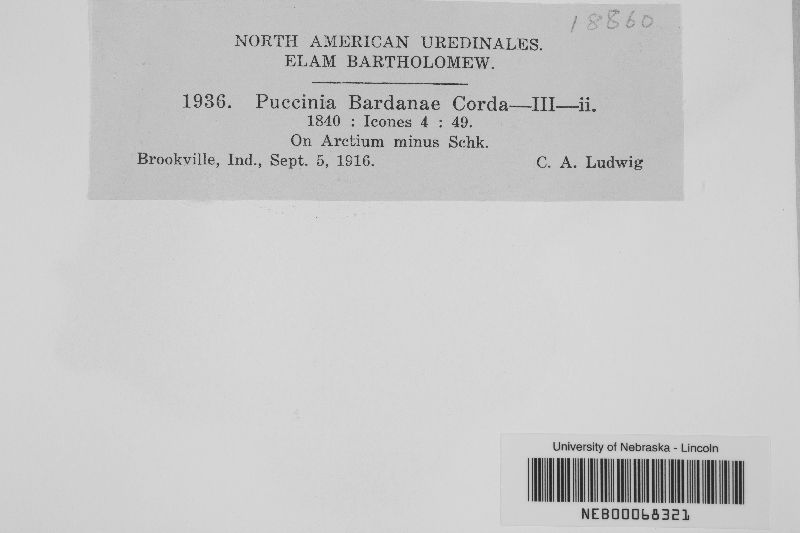 18860
NORTH AMERICAN UREDINALES.
ELAM BARTHOLOMEW.
1936. Puccinia Bardanae Corda—III—ii.
1840 : Icones 4 : 49.
On Arctium minus Schk.
Brookville, Ind., Sept. 5, 1916. C. A. Ludwig
University of Nebraska - Lincoln
NEB00068321